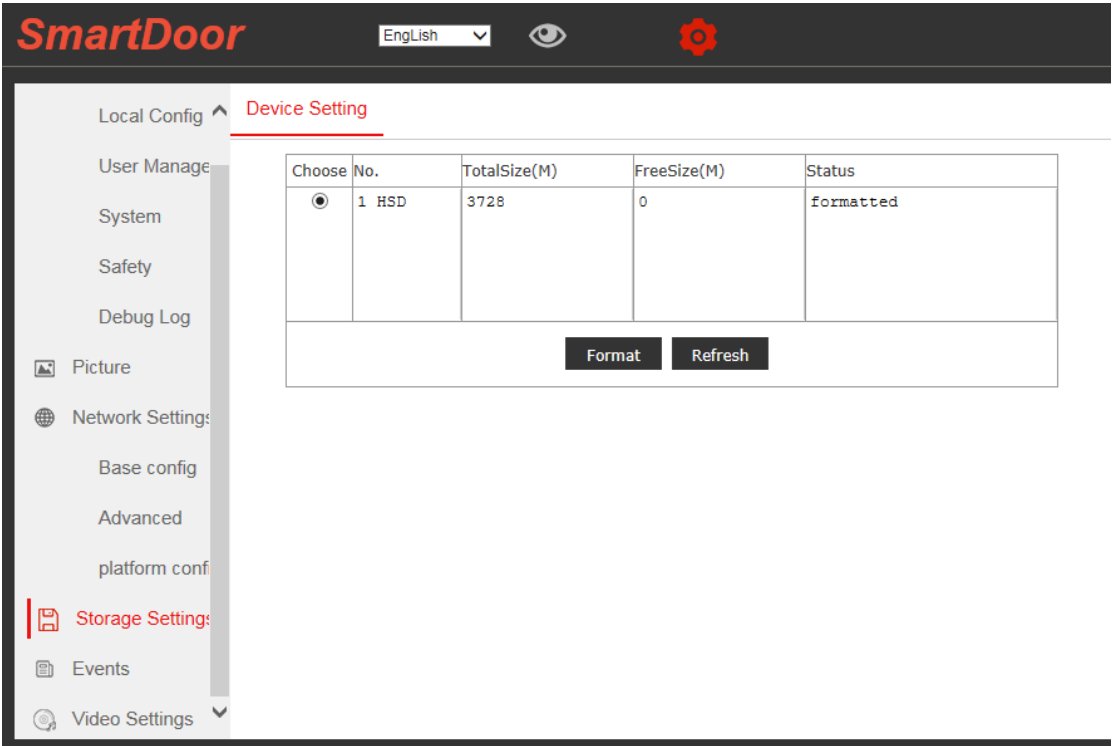 SmartDoor
EngLish
Local Config
User Manage
System
Safety
Debug Log
Picture
Network Settings
Base config
Advanced
platform confi
Storage Settings
Events
Video Settings
Device Setting
Choose No. TotalSize(M) FreeSize(M) Status
1 HSD 3728 0 formatted
Format Refresh